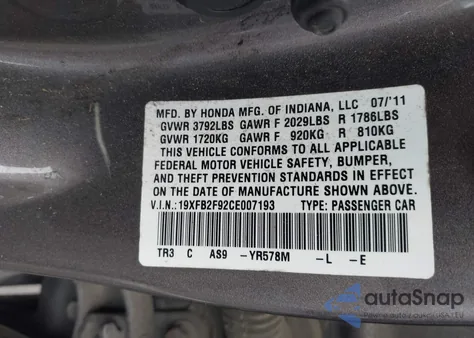 MFD. BY HONDA MFG. OF INDIANA, LLC 07/'11
GVWR 3792LBS GAWR F 2029LBS R 1786LBS
GVWR 1720KG GAWR F 920KG R 810KG
THIS VEHICLE CONFORMS TO ALL APPLICABLE
FEDERAL MOTOR VEHICLE SAFETY, BUMPER,
AND THEFT PREVENTION STANDARDS IN EFFECT
ON THE DATE OF MANUFACTURE SHOWN ABOVE.
V.I.N.:19XFB2F92CE007193 TYPE: PASSENGER CAR
TR3 C AS9 -YR578M -L -E
autoSnap